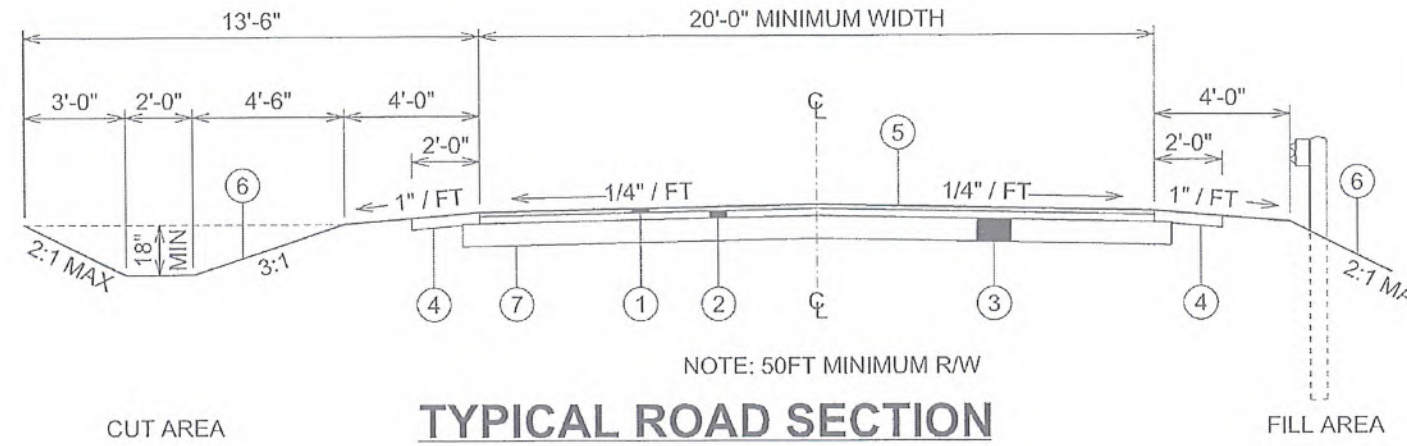 13'-6"
20'-0" MINIMUM WIDTH
3'-0" 2'-0" 4'-6" 4'-0"
4'-0"
2'-0"
2'-0"
℄
5
6
6
1" / FT
1/4" / FT
1/4" / FT
1" / FT
2:1 MAX
18" MIN
3:1
2:1 MA
4
7
1
2
℄
3
4
NOTE: 50FT MINIMUM R/W
CUT AREA
TYPICAL ROAD SECTION
FILL AREA